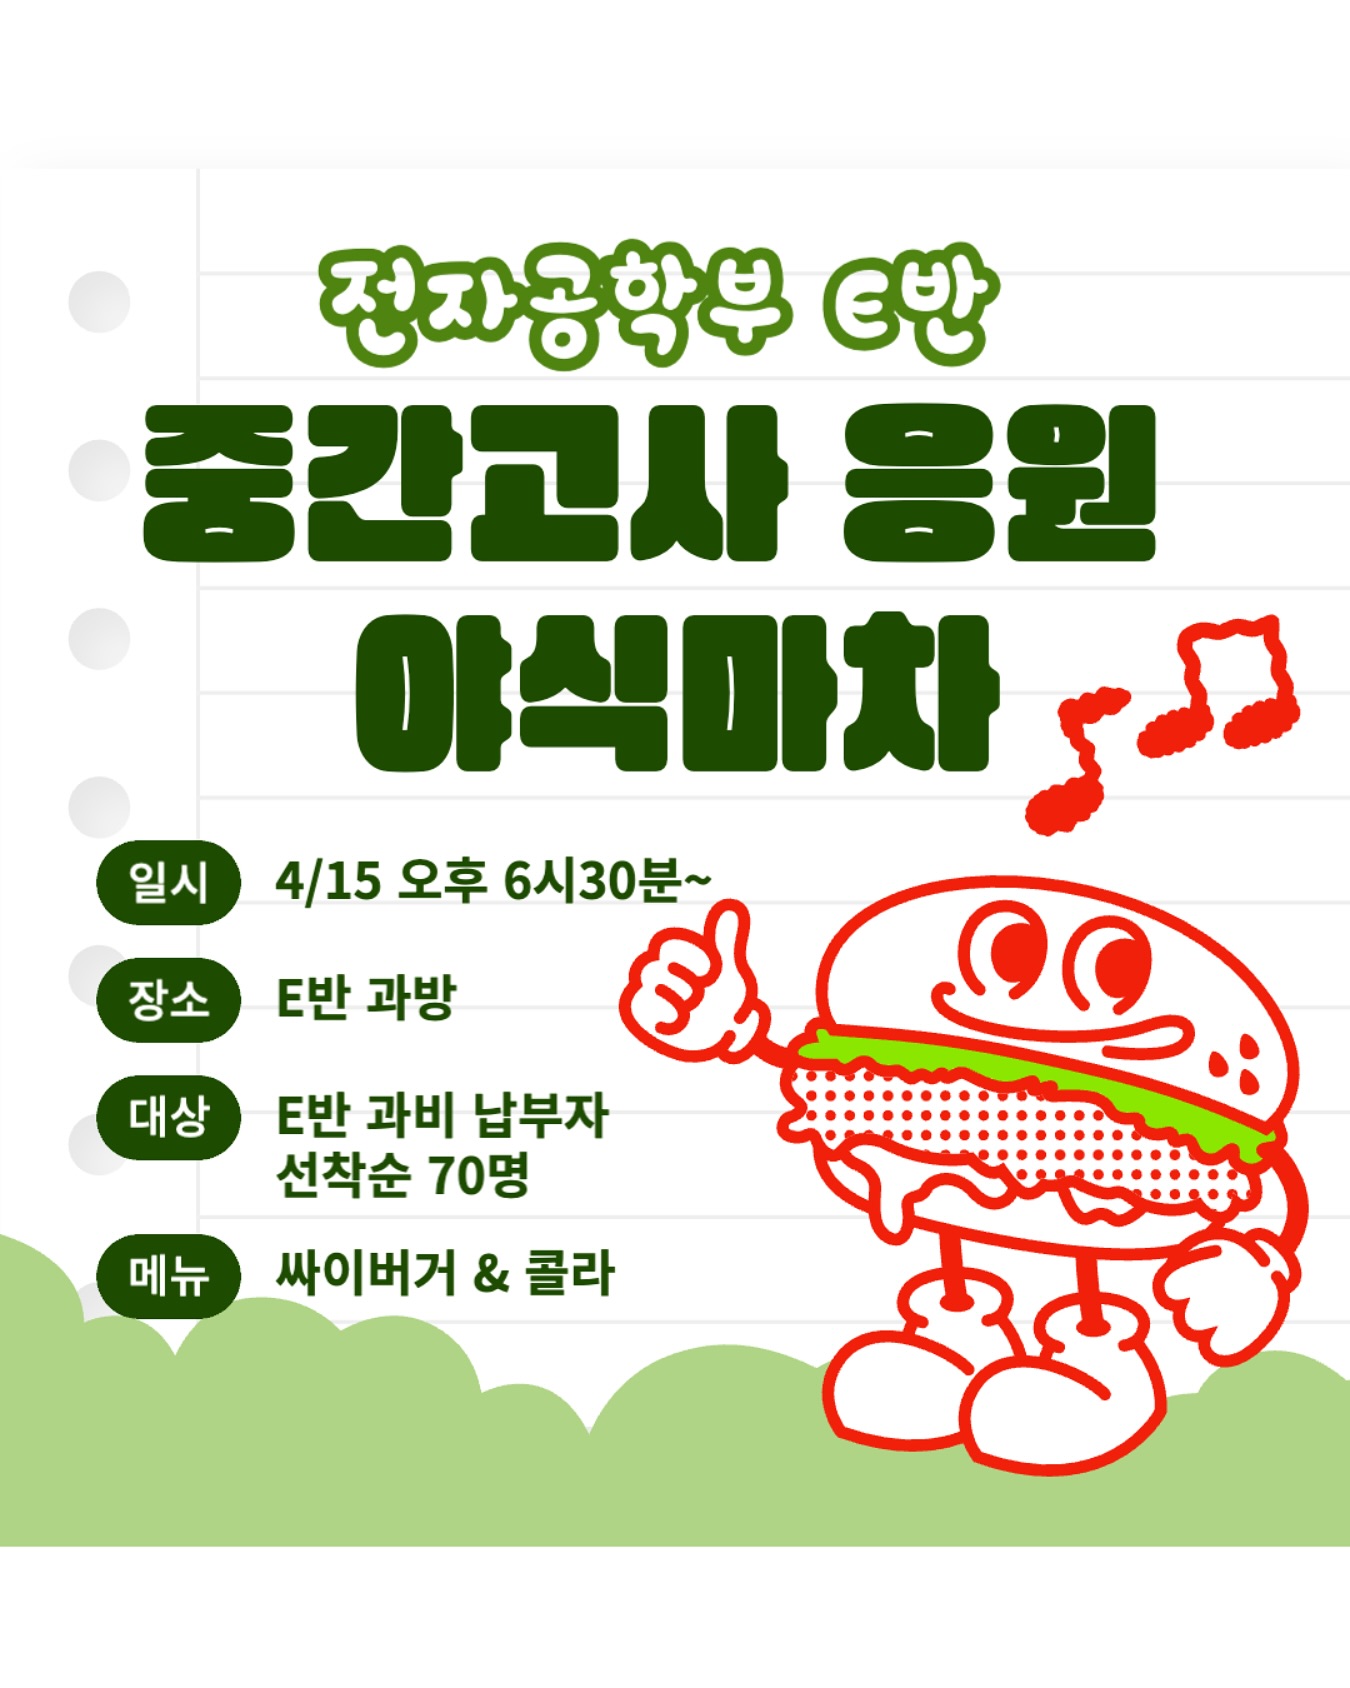 전자공학부 E반
중간고사 응원
야식마차
일시 4/15 오후 6시30분~
장소 E반 과방
대상 E반 과비 납부자
선착순 70명
메뉴 싸이버거 & 콜라